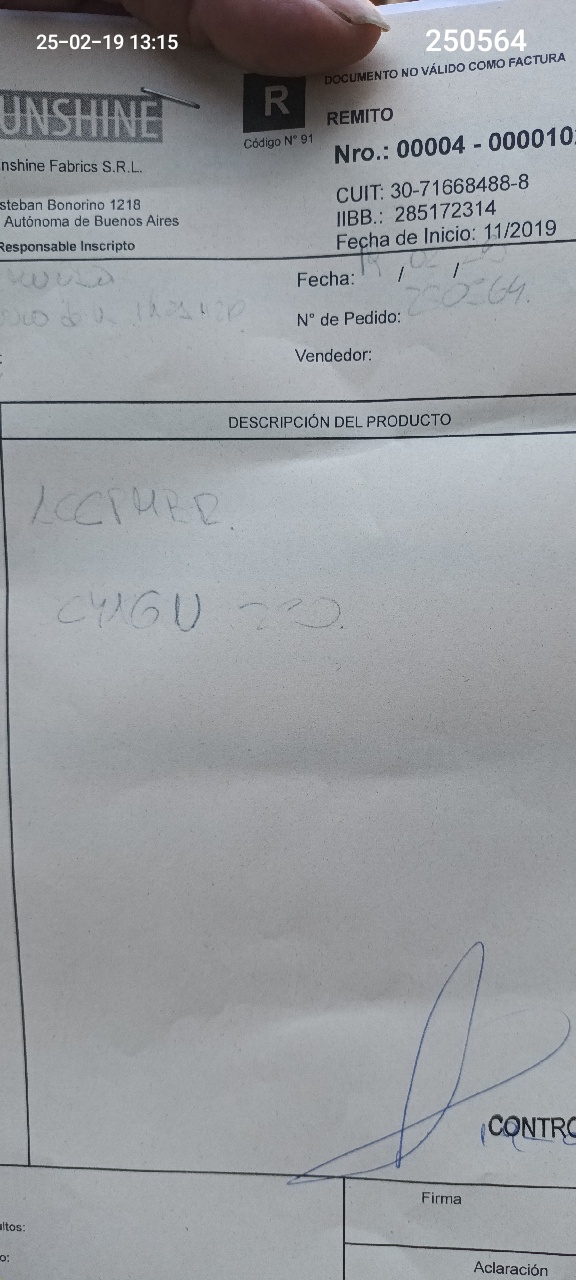 25-02-19 13:15
250564
DOCUMENTO NO VÁLIDO COMO FACTURA
R
Código N° 91
UNSHINE
REMITO
Nro.: 00004 - 000010
nshine Fabrics S.R.L.
CUIT: 30-71668488-8
steban Bonorino 1218
IIBB.: 285172314
Autónoma de Buenos Aires
Fecha de Inicio: 11/2019
Responsable Inscripto
Fecha: 19 / /
N° de Pedido: 250564.
Vendedor:
DESCRIPCIÓN DEL PRODUCTO
CONTRO
Firma
ultos:
o:
Aclaración